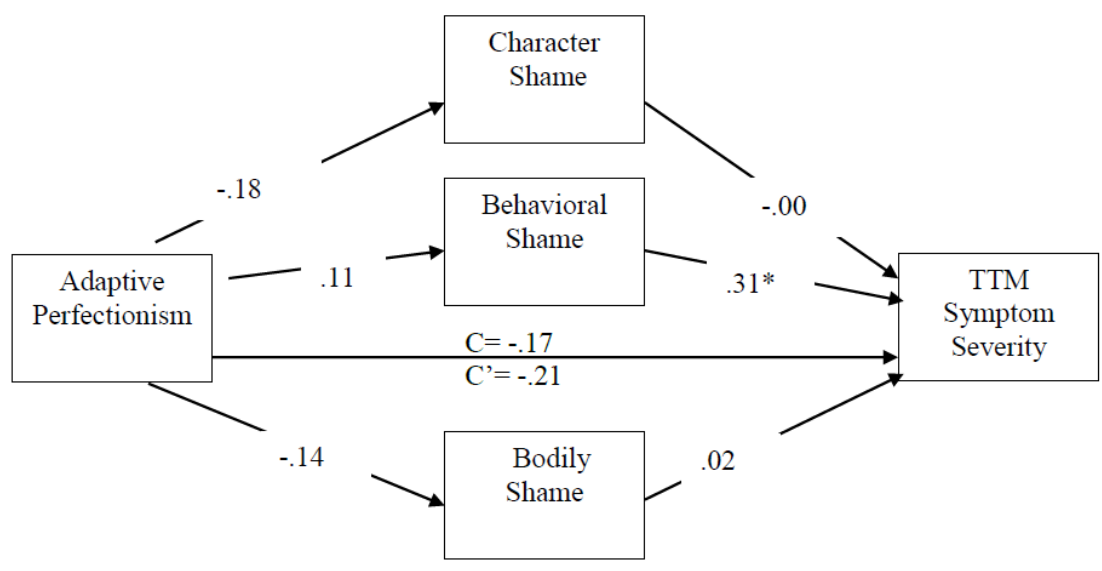 Character
Shame
-.18
-.00
Behavioral
Shame
.11
.31*
Adaptive
Perfectionism
TTM
Symptom
Severity
C= -.17
C’= -.21
-.14
.02
Bodily
Shame